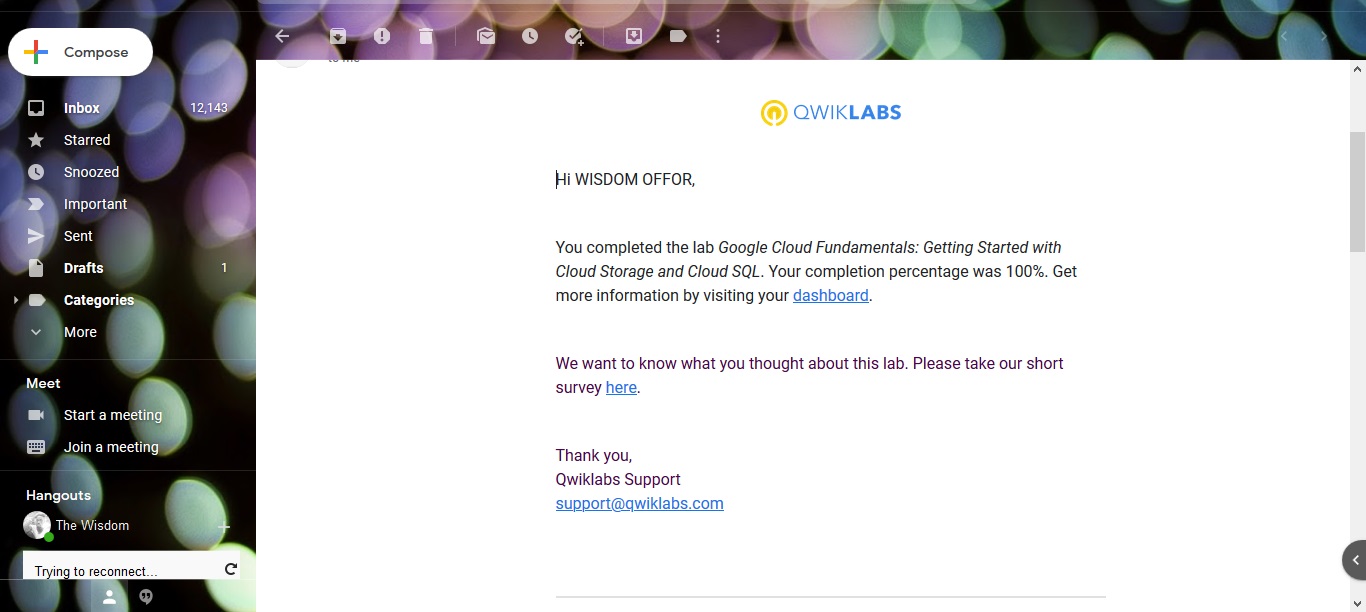 Compose
Inbox 12,143
Starred
Snoozed
Important
Sent
Drafts 1
Categories
More
Meet
Start a meeting
Join a meeting
Hangouts
The Wisdom
Trying to reconnect...
to me
QWIKLABS
Hi WISDOM OFFOR,
You completed the lab Google Cloud Fundamentals: Getting Started with
Cloud Storage and Cloud SQL. Your completion percentage was 100%. Get
more information by visiting your dashboard.
We want to know what you thought about this lab. Please take our short
survey here.
Thank you,
Qwiklabs Support
support@qwiklabs.com